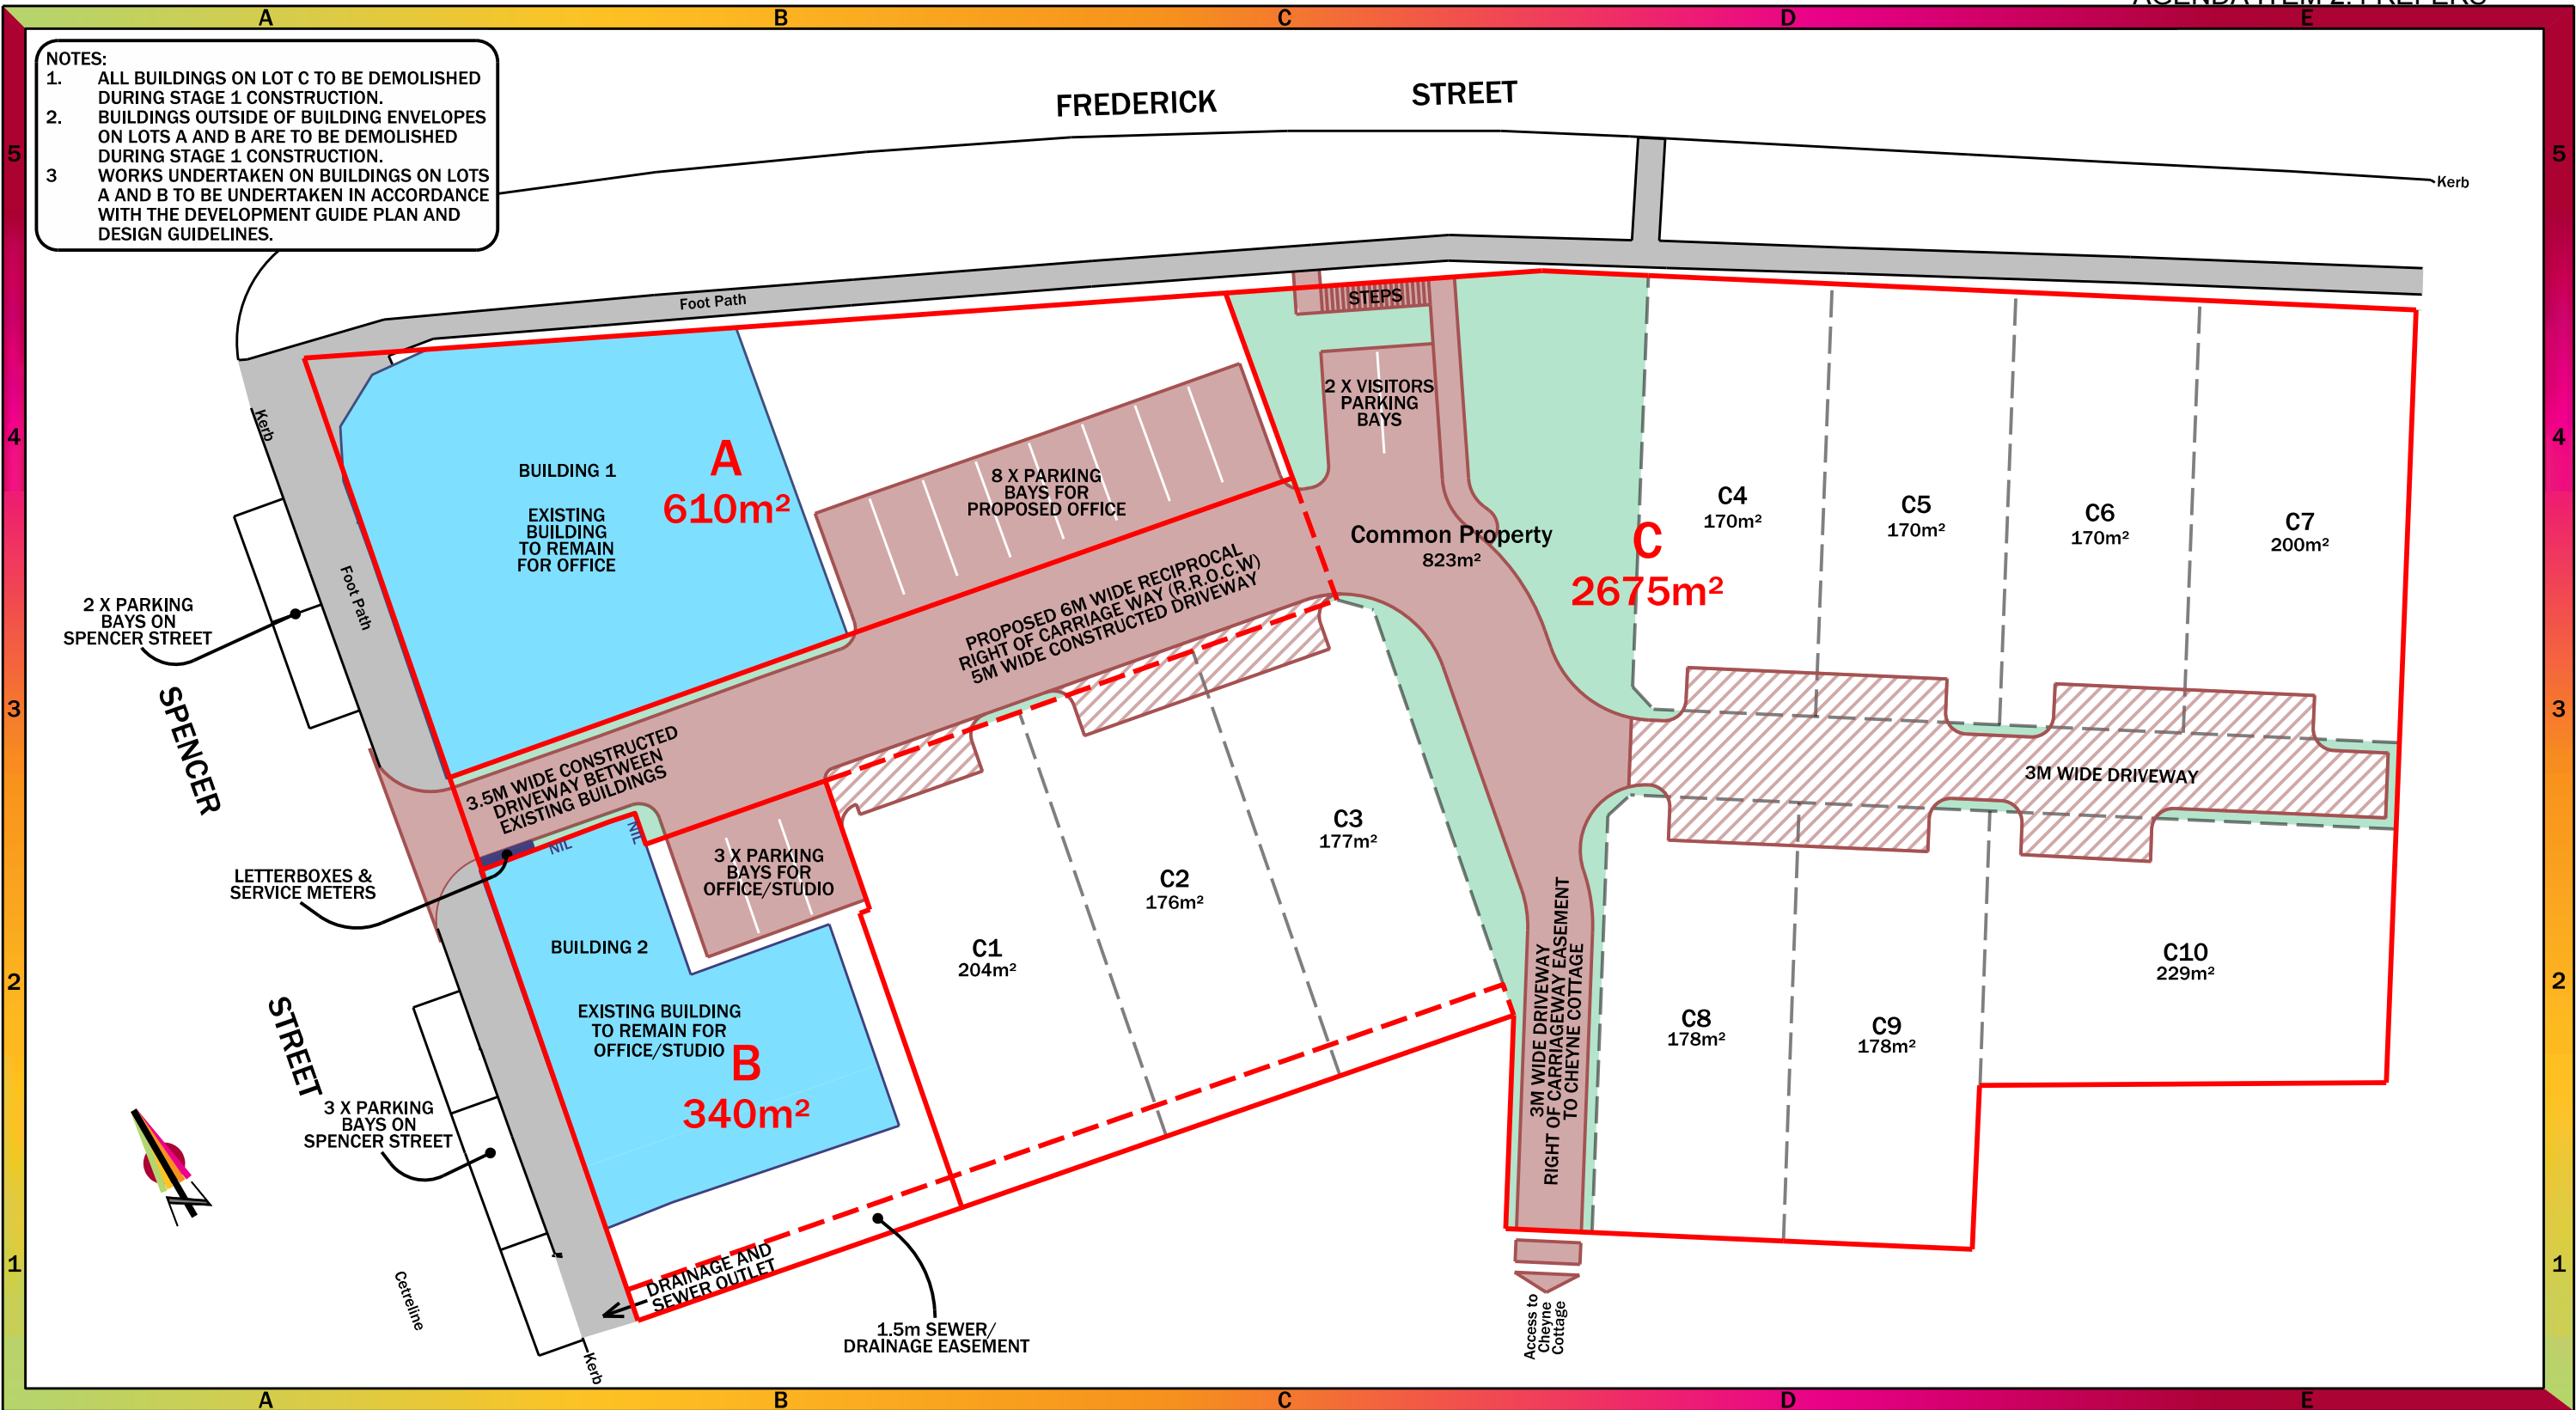 A B C D E
NOTES:
1. ALL BUILDINGS ON LOT C TO BE DEMOLISHED
DURING STAGE 1 CONSTRUCTION.
2. BUILDINGS OUTSIDE OF BUILDING ENVELOPES
ON LOTS A AND B ARE TO BE DEMOLISHED
DURING STAGE 1 CONSTRUCTION.
3 WORKS UNDERTAKEN ON BUILDINGS ON LOTS
A AND B TO BE UNDERTAKEN IN ACCORDANCE
WITH THE DEVELOPMENT GUIDE PLAN AND
DESIGN GUIDELINES.
FREDERICK STREET
5 5
Kerb
Foot Path
STEPS
2 X VISITORS
PARKING
BAYS
4 4
Kerb
BUILDING 1
EXISTING
BUILDING
TO REMAIN
FOR OFFICE
A
610m²
8 X PARKING
BAYS FOR
PROPOSED OFFICE
Common Property
823m²
C
2675m²
C4
170m²
C5
170m²
C6
170m²
C7
200m²
Foot Path
2 X PARKING
BAYS ON
SPENCER STREET
PROPOSED 6M WIDE RECIPROCAL
RIGHT OF CARRIAGE WAY (R.R.O.C.W)
5M WIDE CONSTRUCTED DRIVEWAY
3 3
SPENCER
STREET
3.5M WIDE CONSTRUCTED
DRIVEWAY BETWEEN
EXISTING BUILDINGS
3M WIDE DRIVEWAY
NIL
NIL
LETTERBOXES &
SERVICE METERS
3 X PARKING
BAYS FOR
OFFICE/STUDIO
C3
177m²
C2
176m²
C1
204m²
BUILDING 2
EXISTING BUILDING
TO REMAIN FOR
OFFICE/STUDIO
B
340m²
2 2
3M WIDE DRIVEWAY
RIGHT OF CARRIAGEWAY EASEMENT
TO CHEYNE COTTAGE
C8
178m²
C9
178m²
C10
229m²
3 X PARKING
BAYS ON
SPENCER STREET
N
1 1
Cetreline
DRAINAGE AND
SEWER OUTLET
1.5m SEWER/
DRAINAGE EASEMENT
Access to
Cheyne
Cottage
Kerb
A B C D E